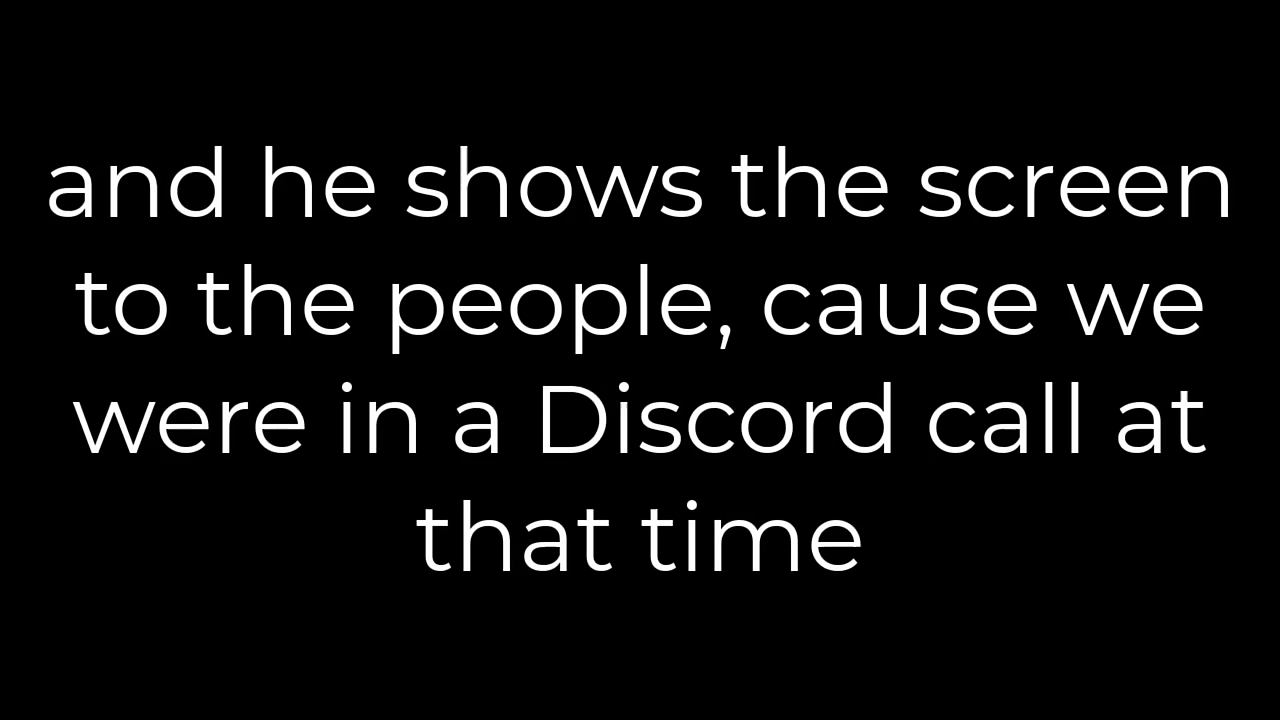 and he shows the screen
to the people, cause we
were in a Discord call at
that time